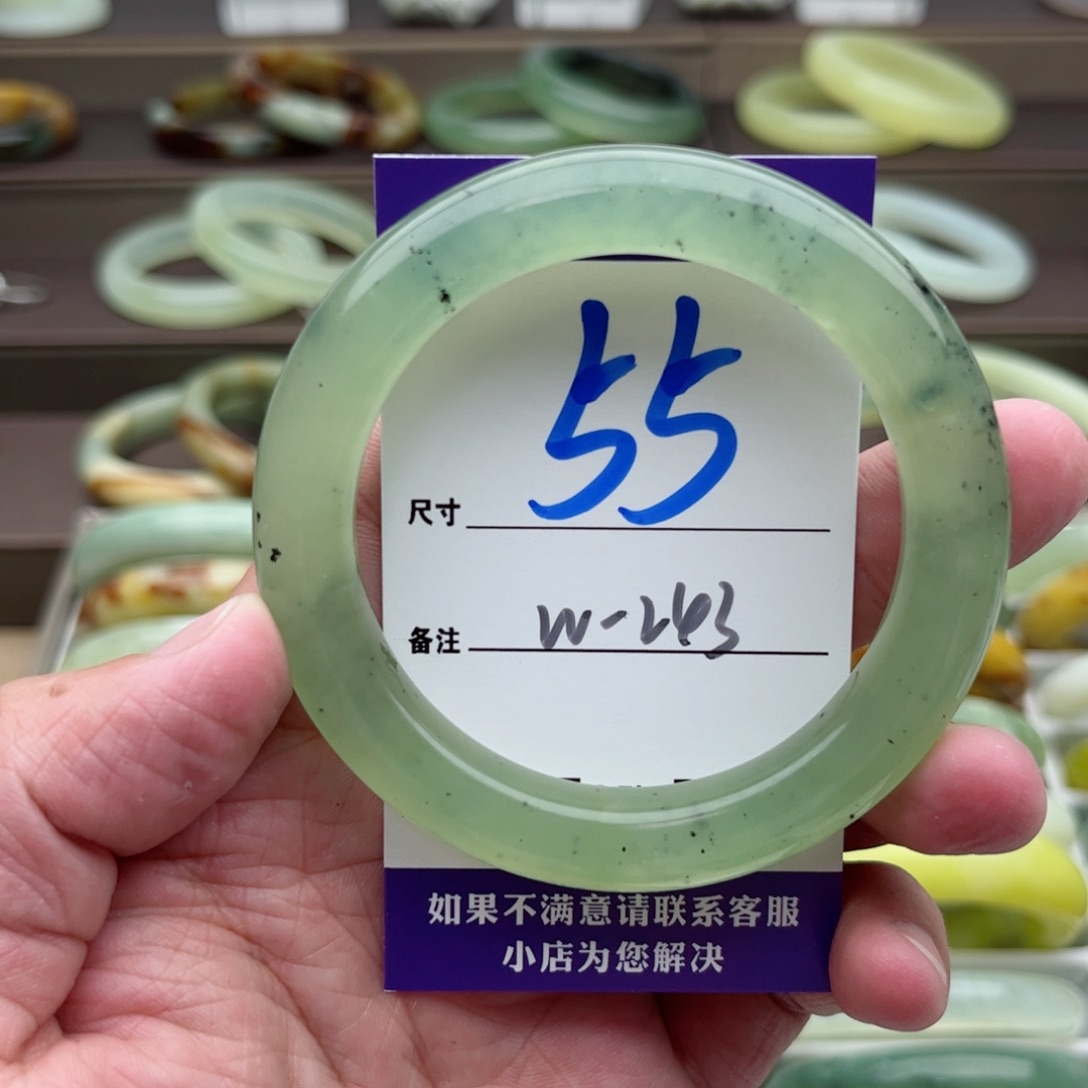 55
尺寸
备注 W-243
如果不满意请联系客服
小店为您解决